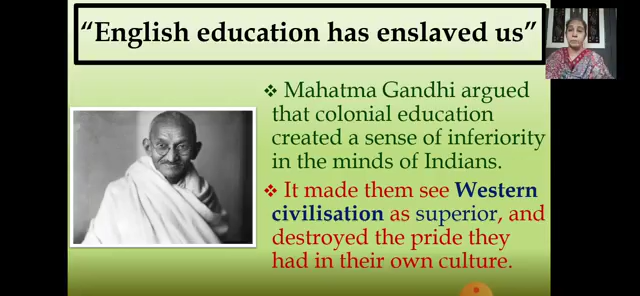 “English education has enslaved us”
❖ Mahatma Gandhi argued
that colonial education
created a sense of inferiority
in the minds of Indians.
❖ It made them see Western
civilisation as superior, and
destroyed the pride they
had in their own culture.